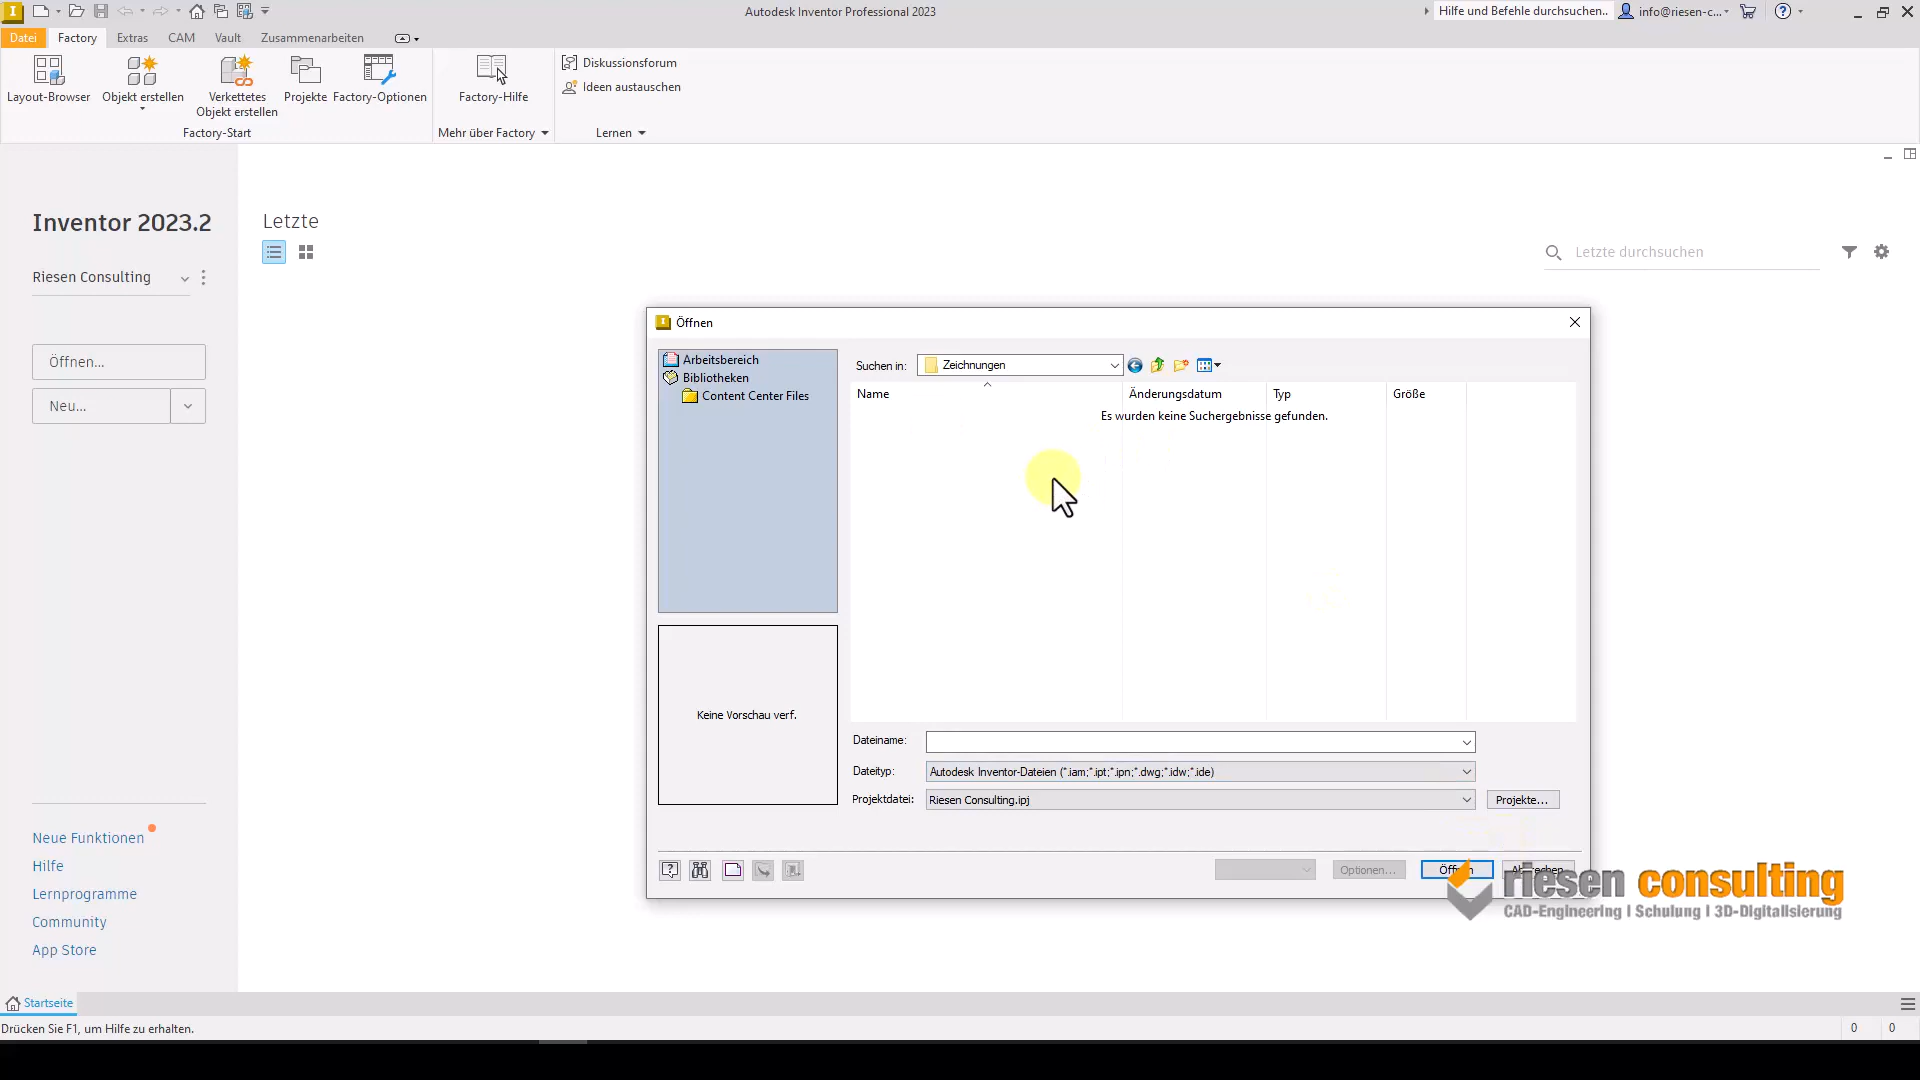 Autodesk Inventor Professional 2023
Hilfe und Befehle durchsuchen..
info@riesen-c...
Datei
Factory
Extras
CAM
Vault
Zusammenarbeiten
Layout-Browser
Objekt erstellen
Verkettetes
Objekt erstellen
Projekte
Factory-Optionen
Factory-Hilfe
Diskussionsforum
Ideen austauschen
Factory-Start
Mehr über Factory
Lernen
Inventor 2023.2
Letzte
Riesen Consulting
Letzte durchsuchen
Öffnen...
Neu...
Öffnen
Arbeitsbereich
Bibliotheken
Content Center Files
Suchen in:
Zeichnungen
Name
Änderungsdatum
Typ
Größe
Es wurden keine Suchergebnisse gefunden.
Keine Vorschau verf.
Dateiname:
Dateityp:
Autodesk Inventor-Dateien (*.iam;*.ipt;*.ipn;*.dwg;*.idw;*.ide)
Projektdatei:
Riesen Consulting.ipj
Projekte...
Optionen...
riesen consulting
CAD-Engineering | Schulung | 3D-Digitalisierung
Neue Funktionen
Hilfe
Lernprogramme
Community
App Store
Startseite
Drücken Sie F1, um Hilfe zu erhalten.
0
0